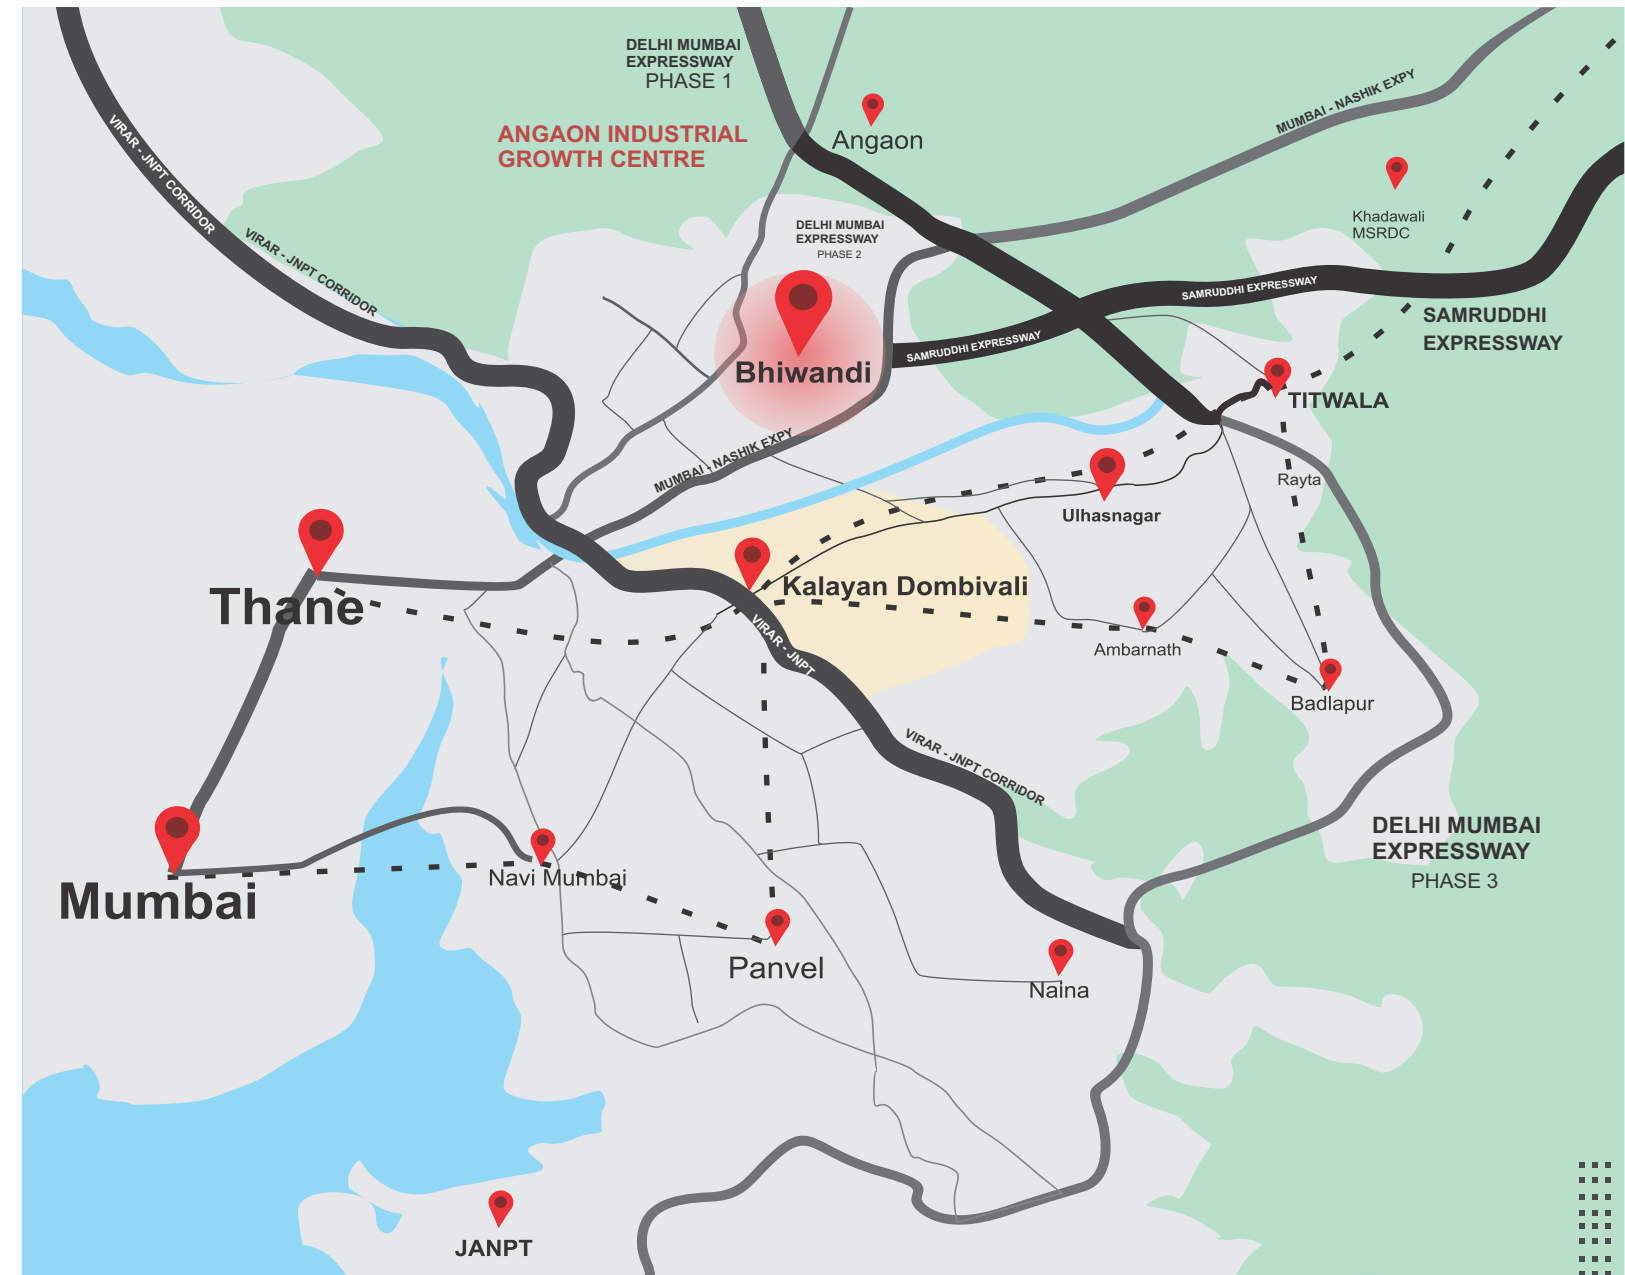 DELHI MUMBAI
EXPRESSWAY
PHASE 1
MUMBAI - NASHIK EXPY
Angaon
ANGAON INDUSTRIAL
GROWTH CENTRE
VIRAR - JNPT CORRIDOR
VIRAR - JNPT CORRIDOR
Khadawali
MSRDC
DELHI MUMBAI
EXPRESSWAY
PHASE 2
SAMRUDDHI EXPRESSWAY
SAMRUDDHI EXPRESSWAY
SAMRUDDHI
EXPRESSWAY
Bhiwandi
TITWALA
MUMBAI - NASHIK EXPY
Rayta
Ulhasnagar
Kalayan Dombivali
Thane
VIRAR - JNPT
Ambarnath
Badlapur
VIRAR - JNPT CORRIDOR
DELHI MUMBAI
EXPRESSWAY
PHASE 3
Navi Mumbai
Mumbai
Panvel
Naina
JANPT